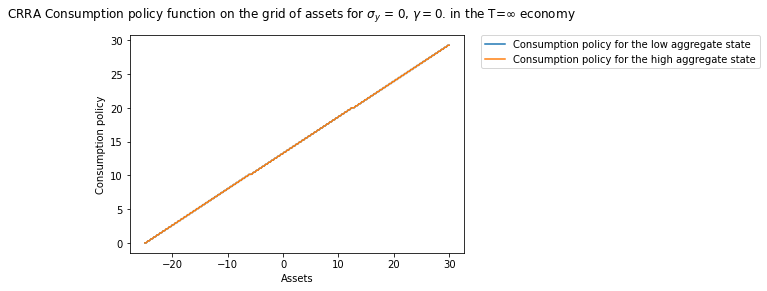 CRRA Consumption policy function on the grid of assets for σ_y = 0, γ = 0. in the T=∞ economy
Consumption policy for the low aggregate state
Consumption policy for the high aggregate state
30
25
20
15
10
5
0
Consumption policy
−20 −10 0 10 20 30
Assets